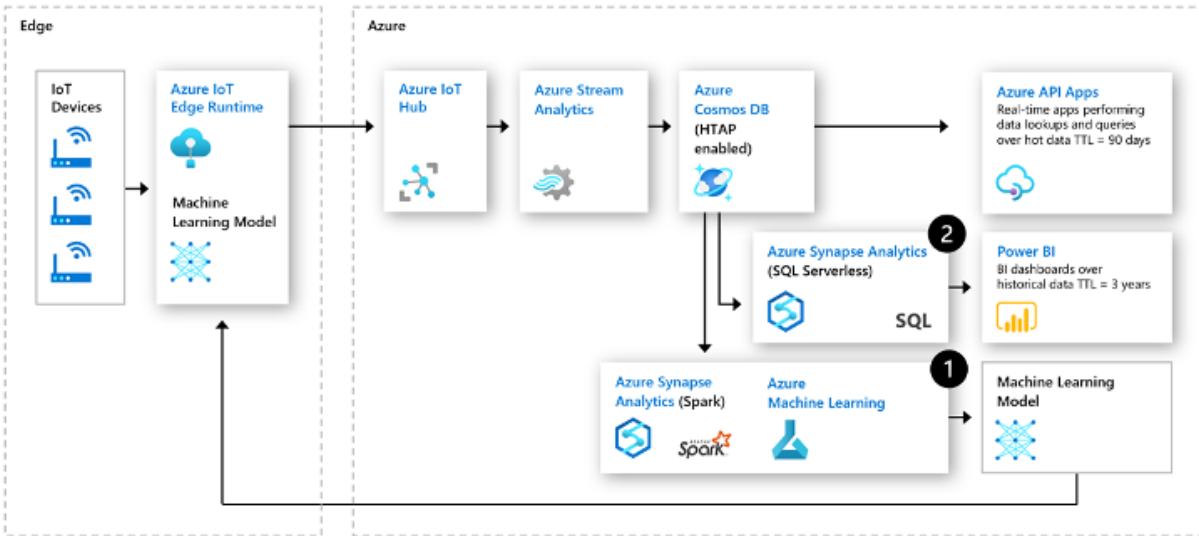 Edge
IoT
Devices
Azure IoT
Edge Runtime
Machine
Learning Model
Azure
Azure IoT
Hub
Azure Stream
Analytics
Azure
Cosmos DB
(HTAP
enabled)
Azure API Apps
Real-time apps performing
data lookups and queries
over hot data TTL = 90 days
2
Azure Synapse Analytics
(SQL Serverless)
SQL
Power BI
BI dashboards over
historical data TTL = 3 years
1
Azure Synapse
Analytics (Spark)
APACHE
Spark
Azure
Machine Learning
Machine Learning
Model